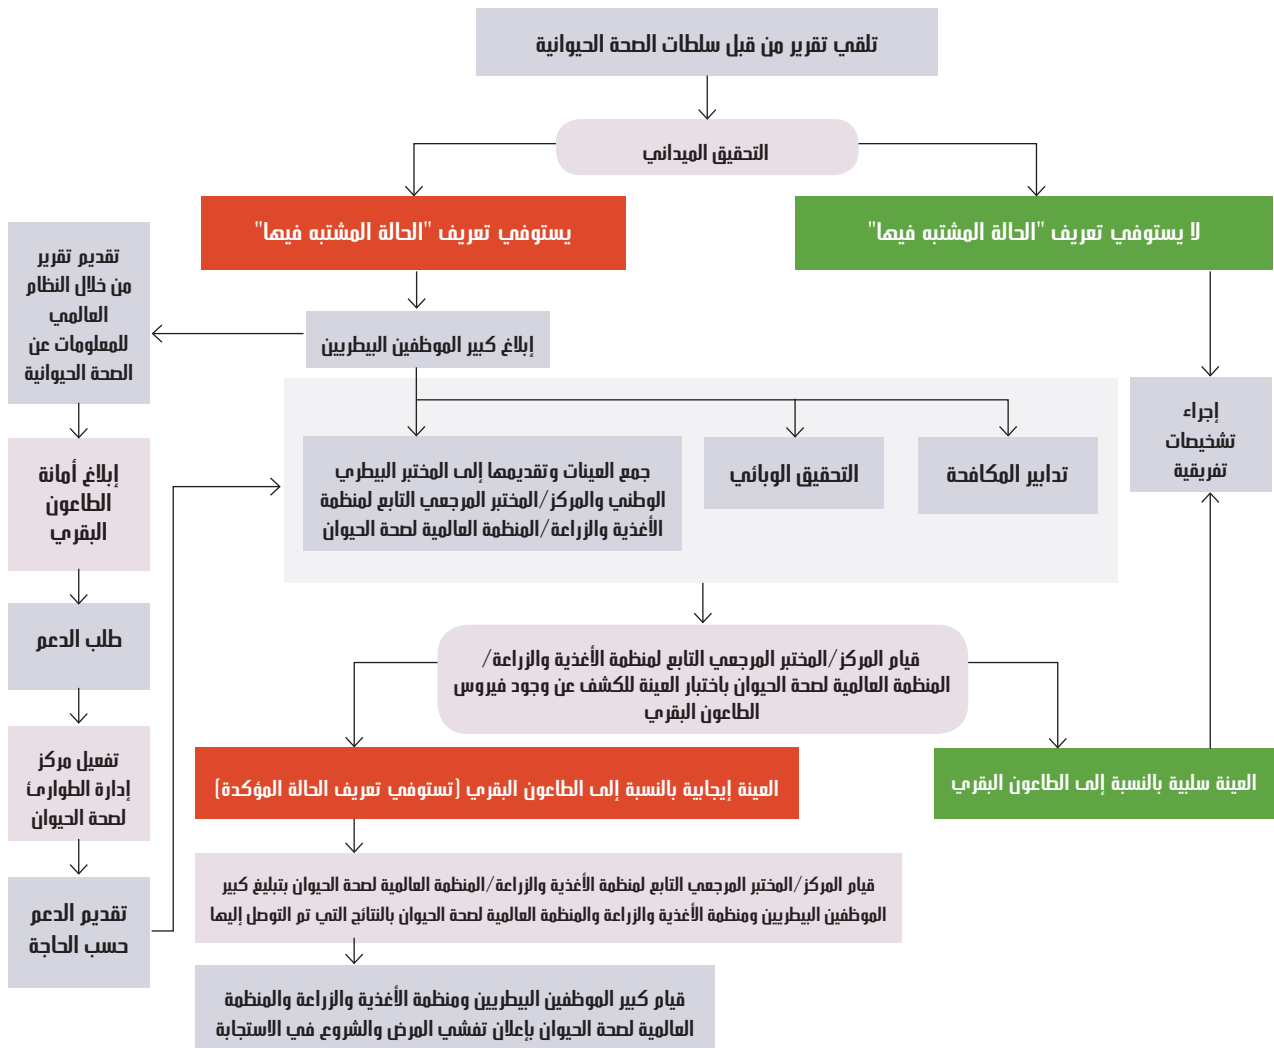 تلقي تقرير من قبل سلطات الصحة الحيوانية
التحقيق الميداني
لا يستوفي تعريف "الحالة المشتبه فيها"
يستوفي تعريف "الحالة المشتبه فيها"
إبلاغ كبير الموظفين البيطريين
تقديم تقرير
من خلال النظام
العالمي
للمعلومات عن
الصحة الحيوانية
إجراء
تشخيصات
تفريقية
تدابير المكافحة
التحقيق الوبائي
جمع العينات وتقديمها إلى المختبر البيطري
الوطني والمركز/المختبر المرجعي التابع لمنظمة
الأغذية والزراعة/المنظمة العالمية لصحة الحيوان
إبلاغ أمانة
الطاعون
البقري
طلب الدعم
تفعيل مركز
إدارة الطوارئ
لصحة الحيوان
تقديم الدعم
حسب الحاجة
قيام المركز/المختبر المرجعي التابع لمنظمة الأغذية والزراعة/
المنظمة العالمية لصحة الحيوان باختبار العينة للكشف عن وجود فيروس
الطاعون البقري
العينة سلبية بالنسبة إلى الطاعون البقري
العينة إيجابية بالنسبة إلى الطاعون البقري (تستوفي تعريف الحالة المؤكدة)
قيام المركز/المختبر المرجعي التابع لمنظمة الأغذية والزراعة/المنظمة العالمية لصحة الحيوان بتبليغ كبير
الموظفين البيطريين ومنظمة الأغذية والزراعة والمنظمة العالمية لصحة الحيوان بالنتائج التي تم التوصل إليها
قيام كبير الموظفين البيطريين ومنظمة الأغذية والزراعة والمنظمة
العالمية لصحة الحيوان بإعلان تفشي المرض والشروع في الاستجابة